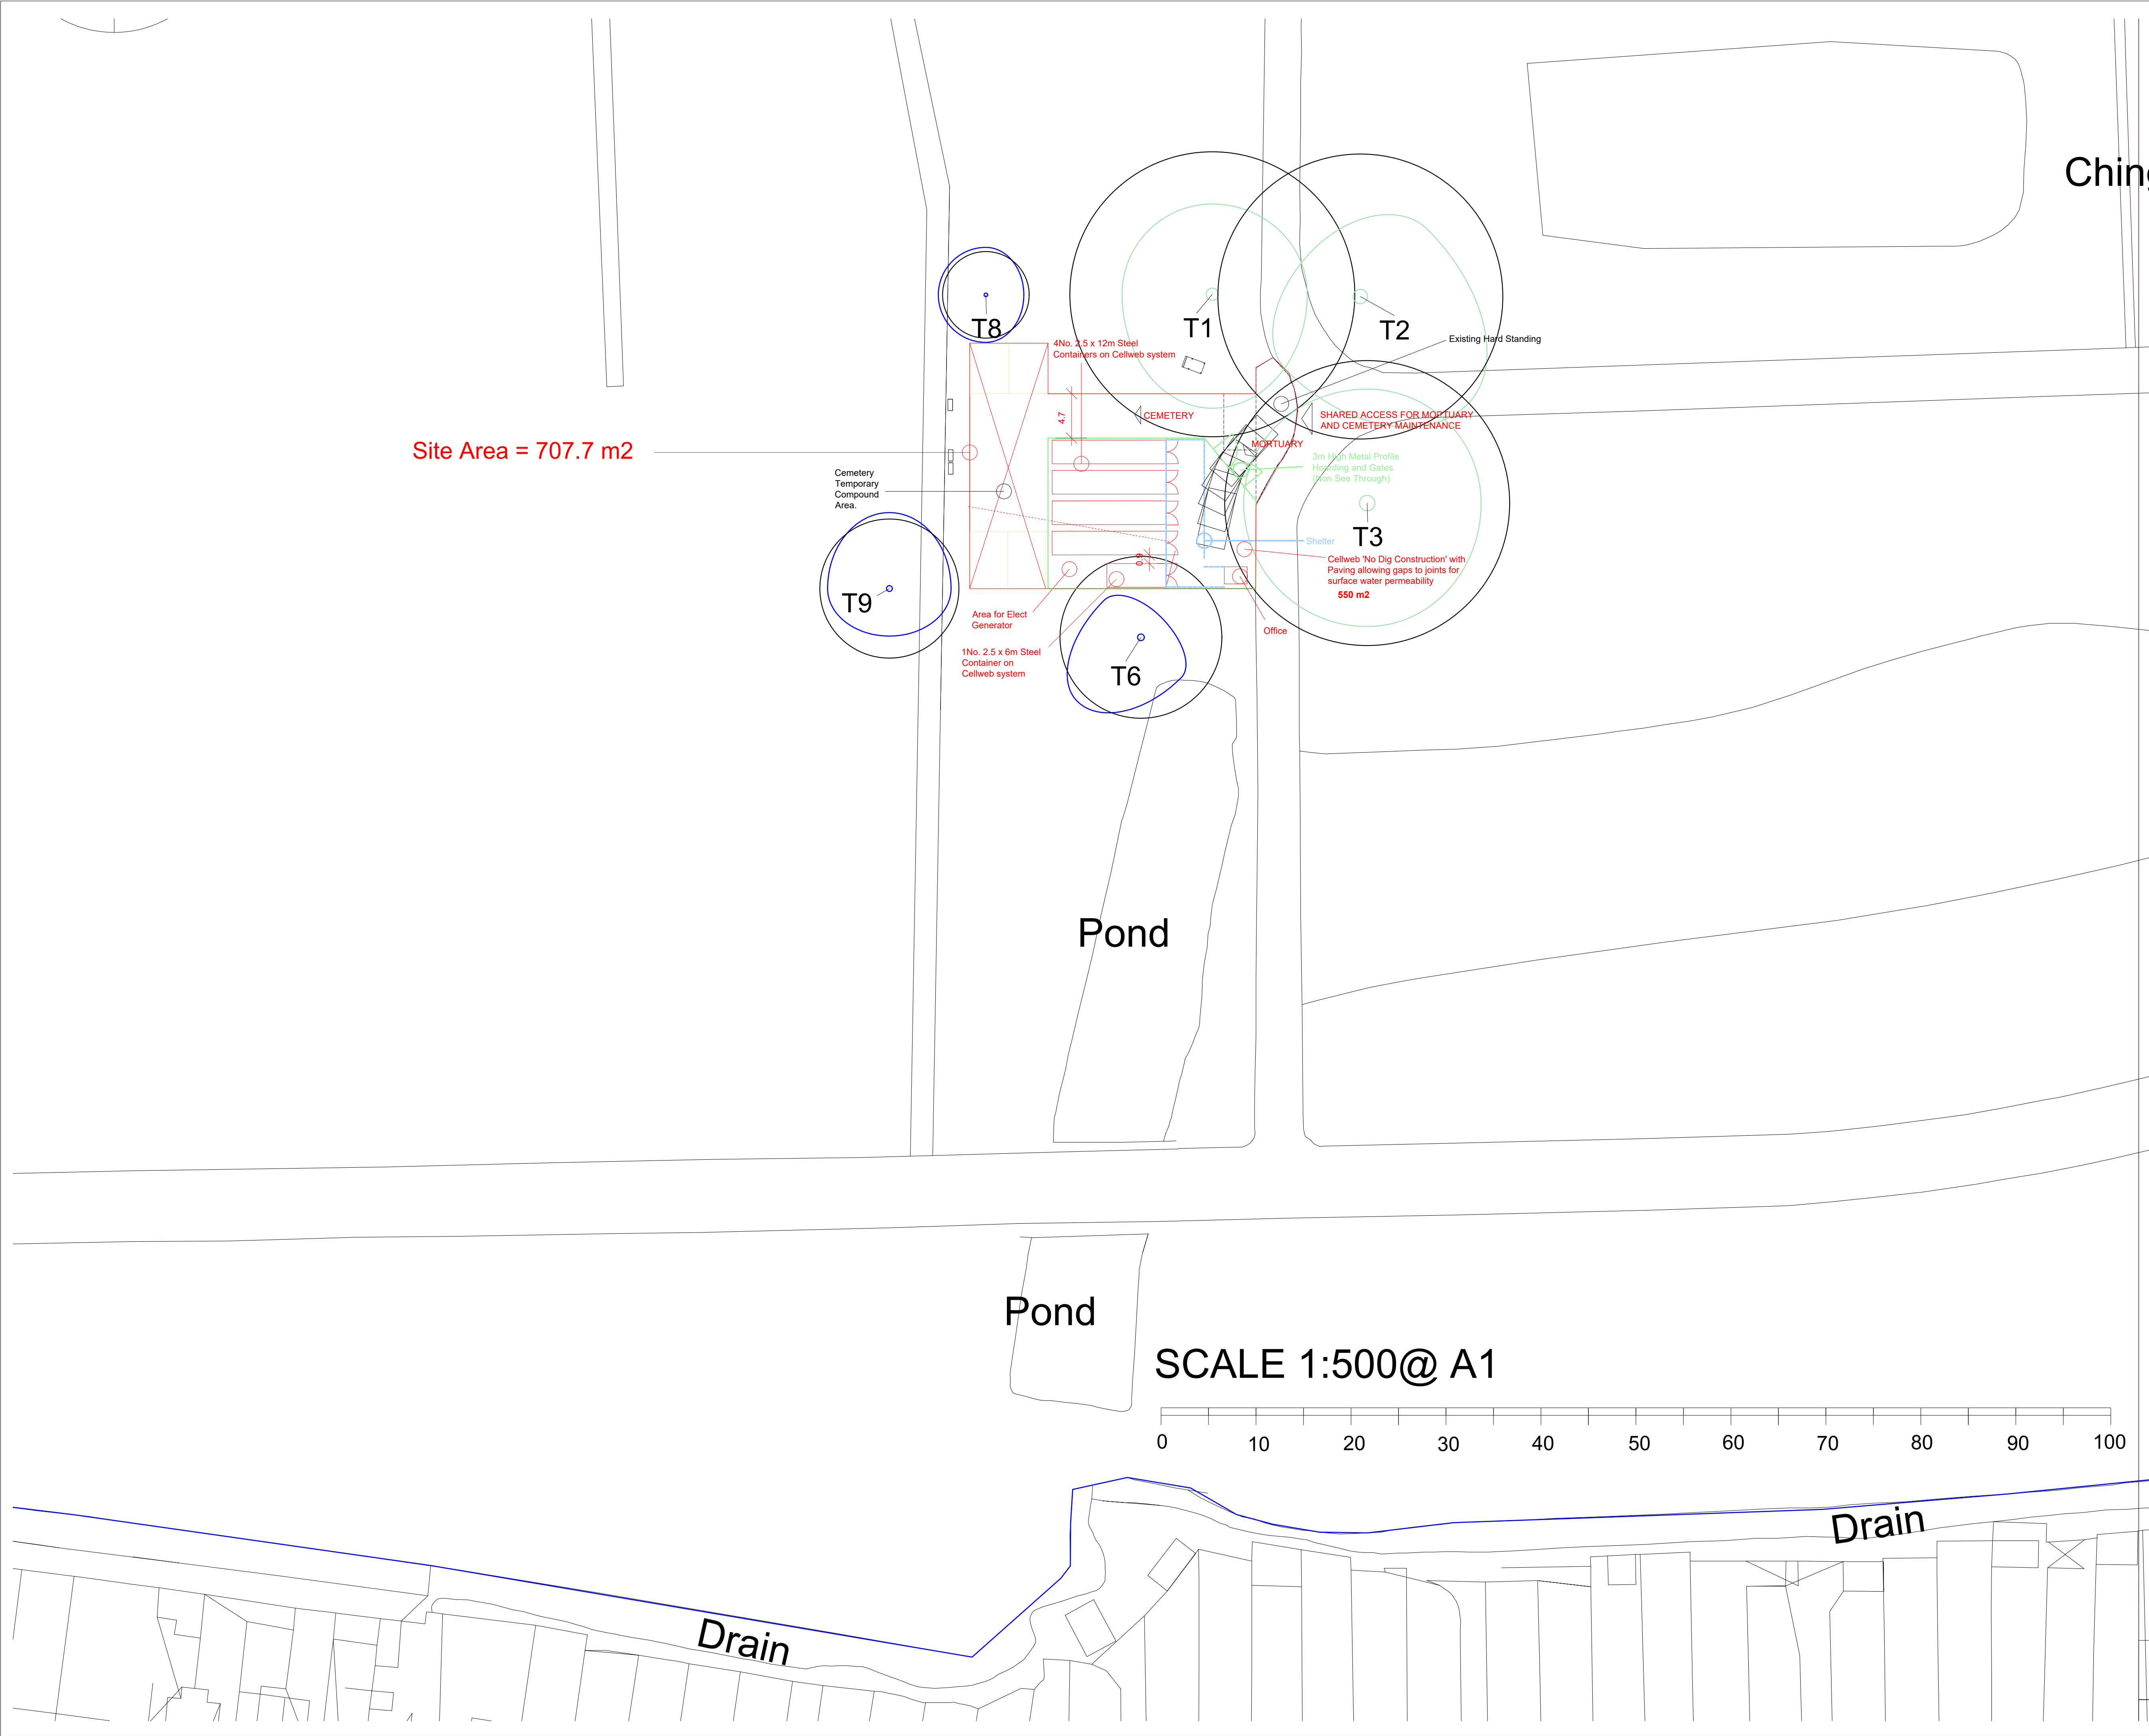 Ching
T8
T1
T2
Existing Hard Standing
4No. 2.5 x 12m Steel
Containers on Cellweb system
4.7
CEMETERY
SHARED ACCESS FOR MORTUARY
AND CEMETERY MAINTENANCE
MORTUARY
Site Area = 707.7 m2
3m High Metal Profile
Hoarding and Gates
(Non See Through)
Cemetery
Temporary
Compound
Area.
T3
Shelter
0.9
Cellweb 'No Dig Construction' with
Paving allowing gaps to joints for
surface water permeability
550 m2
T9
Area for Elect
Generator
Office
1No. 2.5 x 6m Steel
Container on
Cellweb system
T6
Pond
Pond
SCALE 1:500@ A1
0 10 20 30 40 50 60 70 80 90 100
Drain
Drain